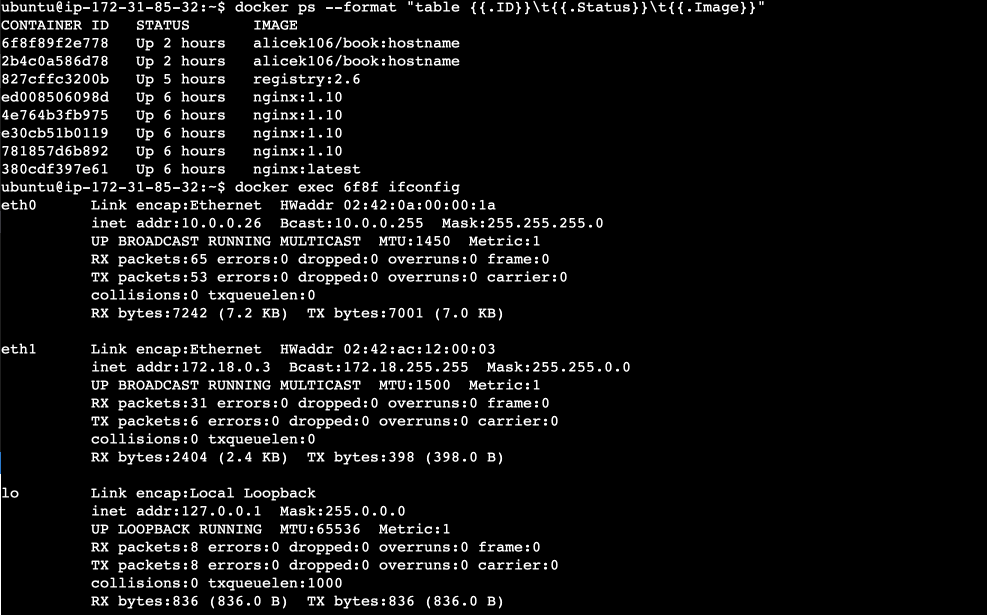 ubuntu@ip-172-31-85-32:~$ docker ps --format "table {{.ID}}\t{{.Status}}\t{{.Image}}"
CONTAINER ID   STATUS       IMAGE
6f8f89f2e778   Up 2 hours   alicek106/book:hostname
2b4c0a586d78   Up 2 hours   alicek106/book:hostname
827cffc3200b   Up 5 hours   registry:2.6
ed008506098d   Up 6 hours   nginx:1.10
4e764b3fb975   Up 6 hours   nginx:1.10
e30cb51b0119   Up 6 hours   nginx:1.10
781857d6b892   Up 6 hours   nginx:1.10
380cdf397e61   Up 6 hours   nginx:latest
ubuntu@ip-172-31-85-32:~$ docker exec 6f8f ifconfig
eth0      Link encap:Ethernet  HWaddr 02:42:0a:00:00:1a
          inet addr:10.0.0.26  Bcast:10.0.0.255  Mask:255.255.255.0
          UP BROADCAST RUNNING MULTICAST  MTU:1450  Metric:1
          RX packets:65 errors:0 dropped:0 overruns:0 frame:0
          TX packets:53 errors:0 dropped:0 overruns:0 carrier:0
          collisions:0 txqueuelen:0
          RX bytes:7242 (7.2 KB)  TX bytes:7001 (7.0 KB)

eth1      Link encap:Ethernet  HWaddr 02:42:ac:12:00:03
          inet addr:172.18.0.3  Bcast:172.18.255.255  Mask:255.255.0.0
          UP BROADCAST RUNNING MULTICAST  MTU:1500  Metric:1
          RX packets:31 errors:0 dropped:0 overruns:0 frame:0
          TX packets:6 errors:0 dropped:0 overruns:0 carrier:0
          collisions:0 txqueuelen:0
          RX bytes:2404 (2.4 KB)  TX bytes:398 (398.0 B)

lo        Link encap:Local Loopback
          inet addr:127.0.0.1  Mask:255.0.0.0
          UP LOOPBACK RUNNING  MTU:65536  Metric:1
          RX packets:8 errors:0 dropped:0 overruns:0 frame:0
          TX packets:8 errors:0 dropped:0 overruns:0 carrier:0
          collisions:0 txqueuelen:1000
          RX bytes:836 (836.0 B)  TX bytes:836 (836.0 B)